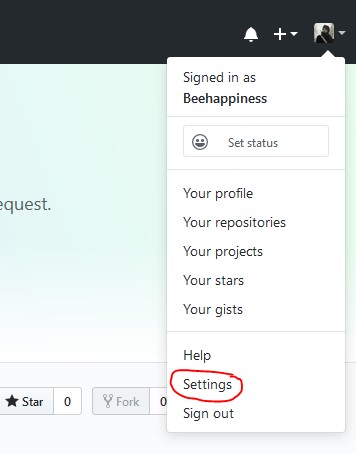 Signed in as
Beehappiness
Set status
equest.
Your profile
Your repositories
Your projects
Your stars
Your gists
Help
Settings
Sign out
Star 0
Fork 0